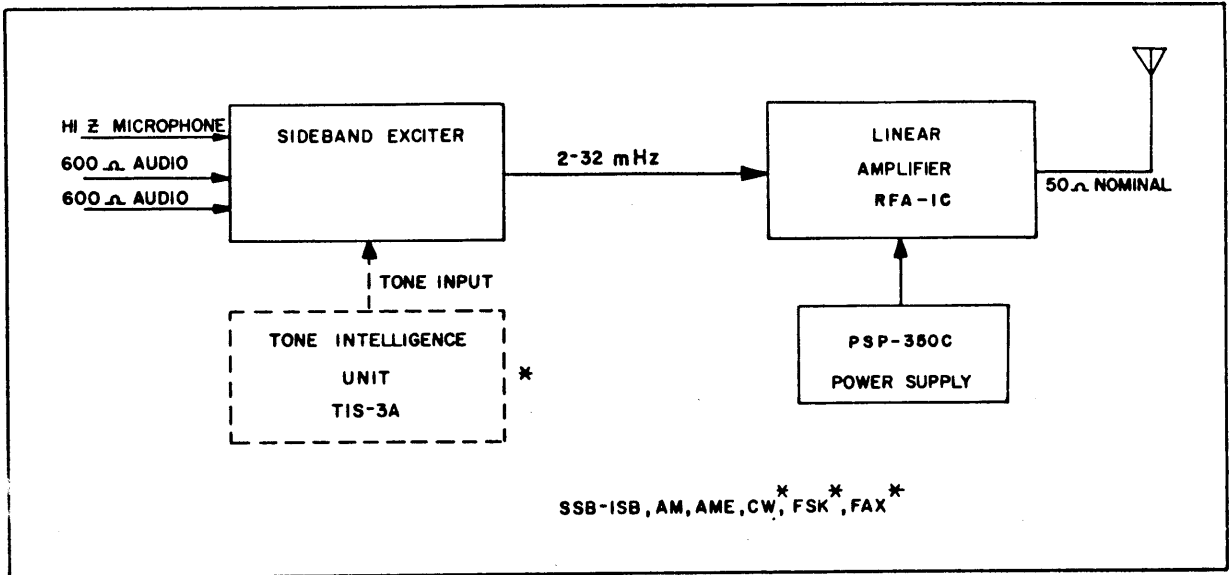 HI Z MICROPHONE
600 Ω AUDIO
600 Ω AUDIO
SIDEBAND EXCITER
2-32 mHz
LINEAR
AMPLIFIER
RFA-1C
50Ω NOMINAL
TONE INPUT
TONE INTELLIGENCE
UNIT
TIS-3A
*
PSP-350C
POWER SUPPLY
SSB-ISB, AM, AME, CW*, FSK*, FAX*